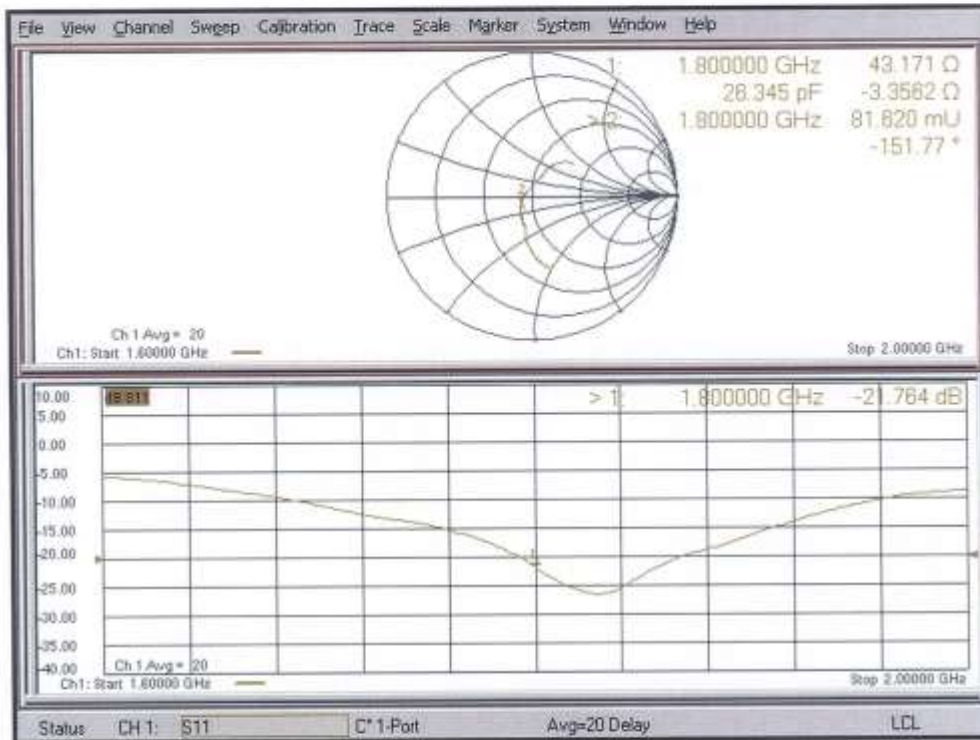 File View Channel Sweep Calibration Trace Scale Marker System Window Help
1: 1.800000 GHz 43.171 Ω
26.345 pF -3.3562 Ω
> 2: 1.800000 GHz 81.820 mU
-151.77 °
Ch 1 Avg = 20
Ch1: Start 1.60000 GHz
Stop 2.00000 GHz
> 1: 1.800000 GHz -21.764 dB
10.00
5.00
0.00
-5.00
-10.00
-15.00
-20.00
-25.00
-30.00
-35.00
-40.00
1
Ch 1 Avg = 20
Ch1: Start 1.60000 GHz
Stop 2.00000 GHz
Status CH 1: S11 C* 1-Port Avg=20 Delay LCL